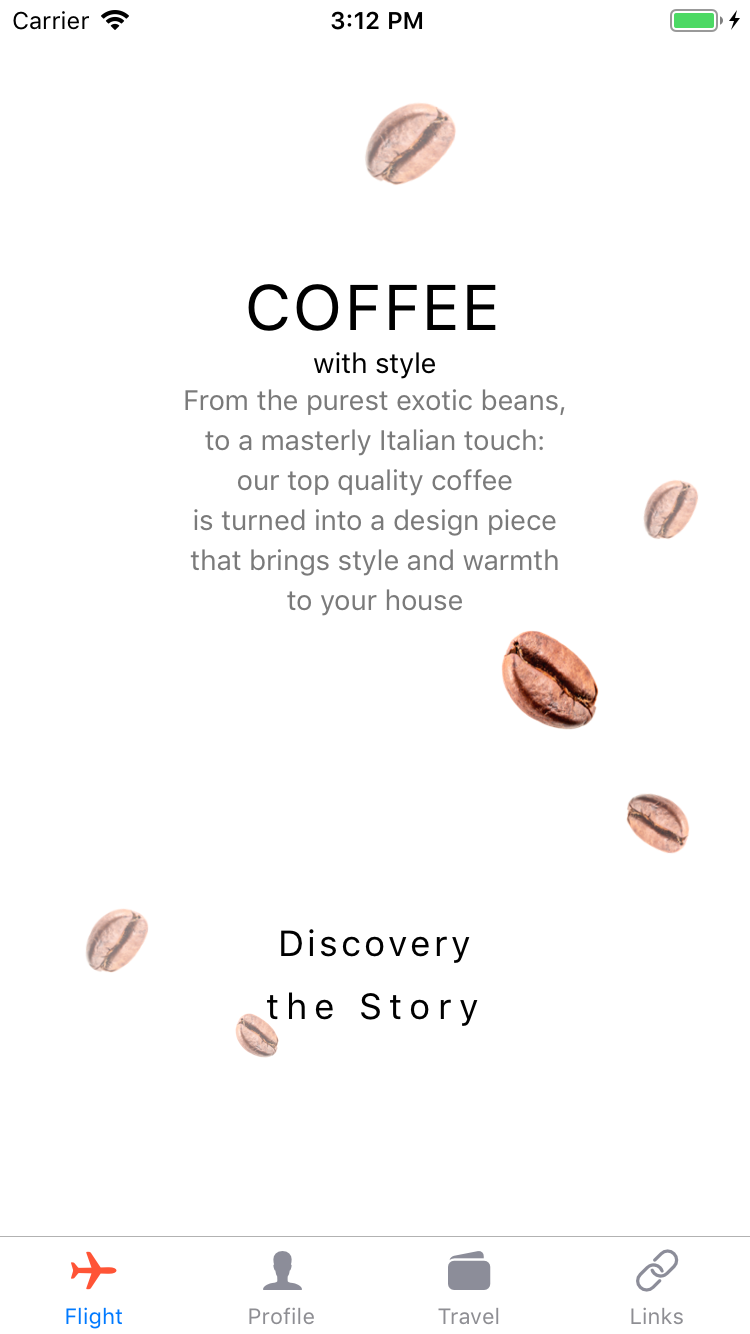 Carrier 3:12 PM
COFFEE
with style
From the purest exotic beans,
to a masterly Italian touch:
our top quality coffee
is turned into a design piece
that brings style and warmth
to your house
Discovery
the Story
Flight Profile Travel Links